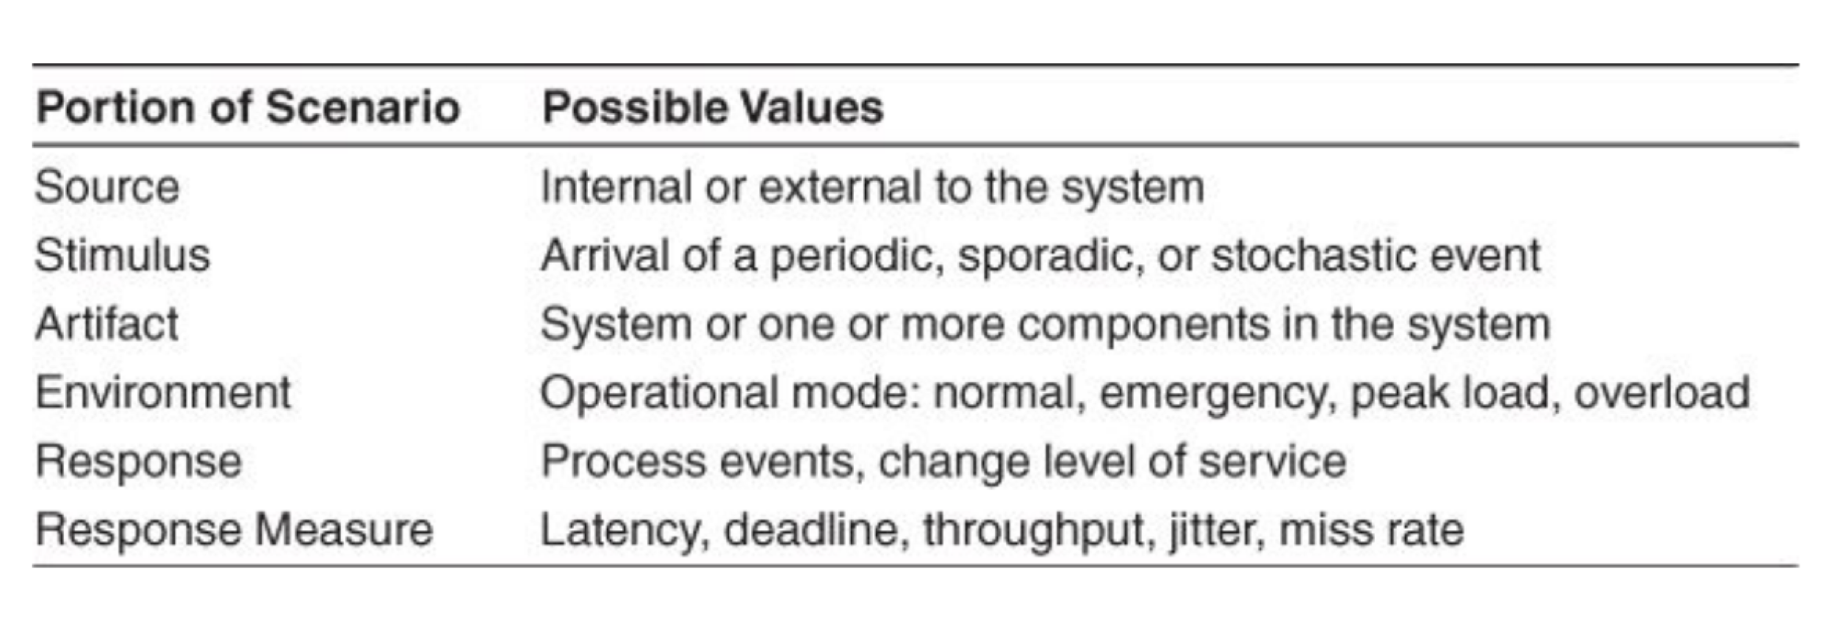 Portion of Scenario Possible Values
Source Internal or external to the system
Stimulus Arrival of a periodic, sporadic, or stochastic event
Artifact System or one or more components in the system
Environment Operational mode: normal, emergency, peak load, overload
Response Process events, change level of service
Response Measure Latency, deadline, throughput, jitter, miss rate